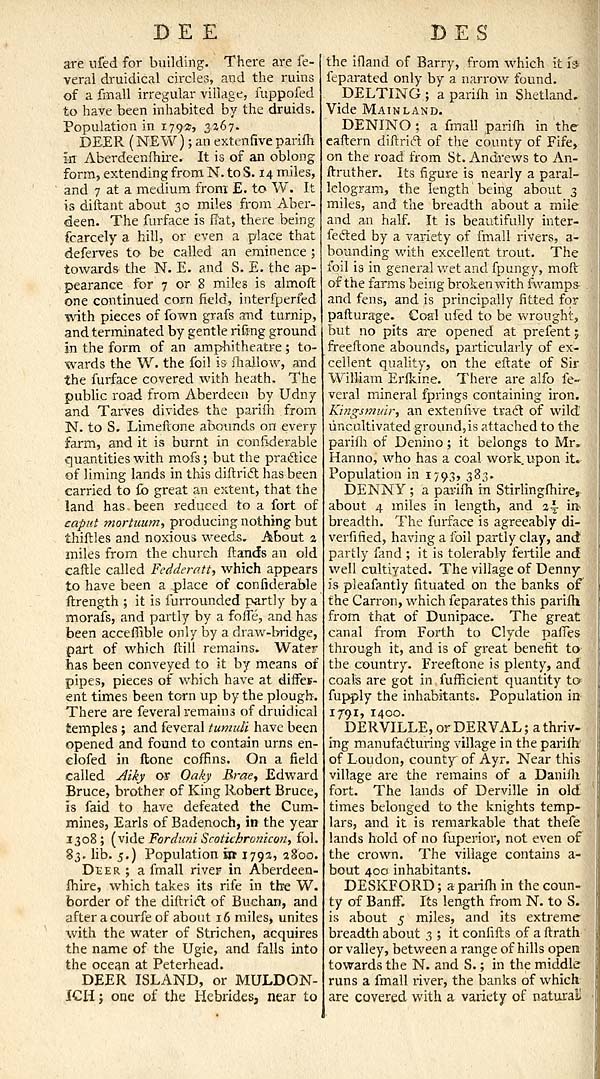 DEE
are uſed for building. There are ſe-
veral druidical circles, and the ruins
of a ſmall irregular village, ſuppoſed
to have been inhabited by the druids.
Population in 1792, 3267.
DEER (NEW); an extenſive pariſh
in Aberdeenſhire. It is of an oblong
form, extending from N. to S. 14 miles,
and 7 at a medium from E. to W. It
is diſtant about 30 miles from Aber-
deen. The ſurface is flat, there being
ſcarcely a hill, or even a place that
deſerves to be called an eminence;
towards the N. E. and S. E. the ap-
pearance for 7 or 8 miles is almoſt
one continued corn field, interſperſed
with pieces of ſown graſs and turnip,
and terminated by gentle riſing ground
in the form of an amphitheatre; to-
wards the W. the ſoil is ſhallow, and
the ſurface covered with heath. The
public road from Aberdeen by Udny
and Tarves divides the pariſh from
N. to S. Limeſtone abounds on every
farm, and it is burnt in conſiderable
quantities with moſs; but the practice
of liming lands in this diſtrict has been
carried to ſo great an extent, that the
land has been reduced to a ſort of
caput mortuum, producing nothing but
thiſtles and noxious weeds. About 2
miles from the church ſtands an old
caſtle called Fedderatt, which appears
to have been a place of conſiderable
ſtrength; it is ſurrounded partly by a
moraſs, and partly by a foſſé, and has
been acceſſible only by a draw-bridge,
part of which ſtill remains. Water
has been conveyed to it by means of
pipes, pieces of which have at differ-
ent times been torn up by the plough.
There are ſeveral remains of druidical
temples; and ſeveral tumuli have been
opened and found to contain urns en-
cloſed in ſtone coffins. On a field
called Aiky or Oaky Brae, Edward
Bruce, brother of King Robert Bruce,
is ſaid to have defeated the Cum-
mines, Earls of Badenoch, in the year
1308; (vide Forduni Scotichronicon, fol.
83. lib. 5.) Population in 1792, 2800.
DEER; a ſmall river in Aberdeen-
ſhire, which takes its riſe in the W.
border of the diſtrict of Buchan, and
after a courſe of about 16 miles, unites
with the water of Strichen, acquires
the name of the Ugie, and falls into
the ocean at Peterhead.
DEER ISLAND, or MULDON-
ICH; one of the Hebrides, near to
DES
the iſland of Barry, from which it is
ſeparated only by a narrow ſound.
DELTING; a pariſh in Shetland.
Vide MAINLAND.
DENINO; a ſmall pariſh in the
eaſtern diſtrict of the county of Fife,
on the road from St. Andrews to An-
ſtruther. Its figure is nearly a paral-
lelogram, the length being about 3
miles, and the breadth about a mile
and an half. It is beautifully inter-
ſected by a variety of ſmall rivers, a-
bounding with excellent trout. The
ſoil is in general wet and ſpungy, moſt
of the farms being broken with ſwamps
and fens, and is principally fitted for
paſturage. Coal uſed to be wrought,
but no pits are opened at preſent;
freeſtone abounds, particularly of ex-
cellent quality, on the eſtate of Sir
William Erſkine. There are alſo ſe-
veral mineral ſprings containing iron.
Kingsmuir, an extenſive tract of wild
uncultivated ground, is attached to the
pariſh of Denino; it belongs to Mr.
Hanno, who has a coal work upon it.
Population in 1793, 383.
DENNY; a pariſh in Stirlingſhire,
about 4 miles in length, and 2½ in
breadth. The ſurface is agreeably di-
verſified, having a ſoil partly clay, and
partly ſand; it is tolerably fertile and
well cultivated. The village of Denny
is pleaſantly ſituated on the banks of
the Carron, which ſeparates this pariſh
from that of Dunipace. The great
canal from Forth to Clyde paſſes
through it, and is of great benefit to
the country. Freeſtone is plenty, and
coals are got in ſufficient quantity to
ſupply the inhabitants. Population in
1791, 1400.
DERVILLE, or DERVAL; a thriv-
ing manufacturing village in the pariſh
of Loudon, county of Ayr. Near this
village are the remains of a Daniſh
fort. The lands of Derville in old
times belonged to the knights temp-
lars, and it is remarkable that theſe
lands hold of no ſuperior, not even of
the crown. The village contains a-
bout 400 inhabitants.
DESKFORD; a pariſh in the coun-
ty of Banff. Its length from N. to S.
is about 5 miles, and its extreme
breadth about 3; it conſiſts of a ſtrath
or valley, between a range of hills open
towards the N. and S.; in the middle
runs a ſmall river, the banks of which
are covered with a variety of natural